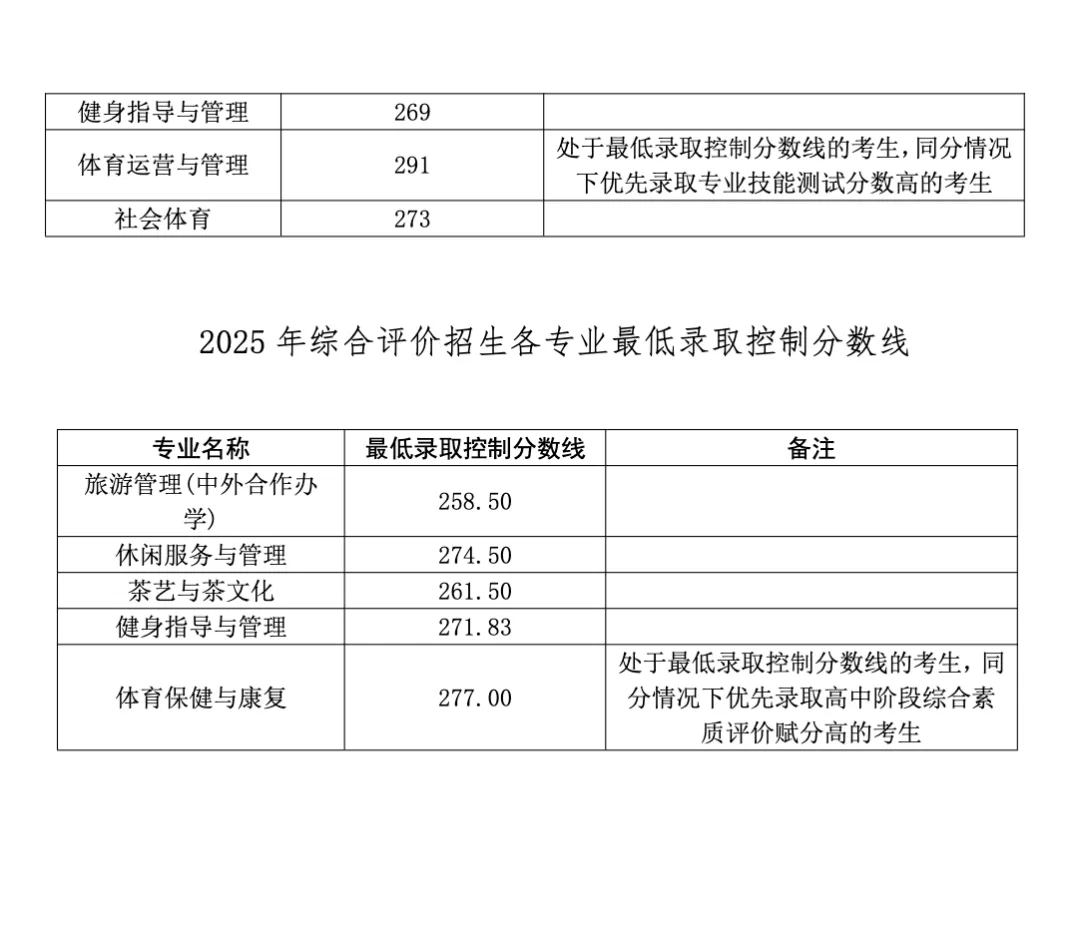 健身指导与管理 269
体育运营与管理 291 处于最低录取控制分数线的考生，同分情况
下优先录取专业技能测试分数高的考生
社会体育 273
2025 年综合评价招生各专业最低录取控制分数线
专业名称 最低录取控制分数线 备注
旅游管理(中外合作办
学) 258.50
休闲服务与管理 274.50
茶艺与茶文化 261.50
健身指导与管理 271.83
体育保健与康复 277.00 处于最低录取控制分数线的考生，同
分情况下优先录取高中阶段综合素
质评价赋分高的考生